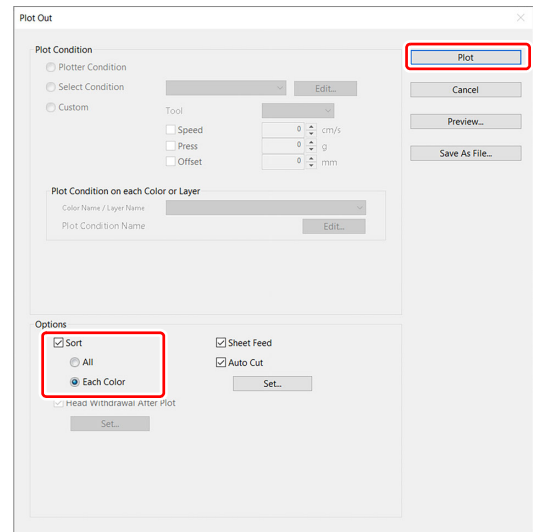 Plot Out
Plot Condition
Plotter Condition
Select Condition
Edit...
Custom
Tool
Speed
0
cm/s
Press
0
g
Offset
0
mm
Plot Condition on each Color or Layer
Color Name / Layer Name
Plot Condition Name
Edit...
Plot
Cancel
Preview...
Save As File...
Options
Sort
All
Each Color
Head Withdrawal After Plot
Set...
Sheet Feed
Auto Cut
Set...